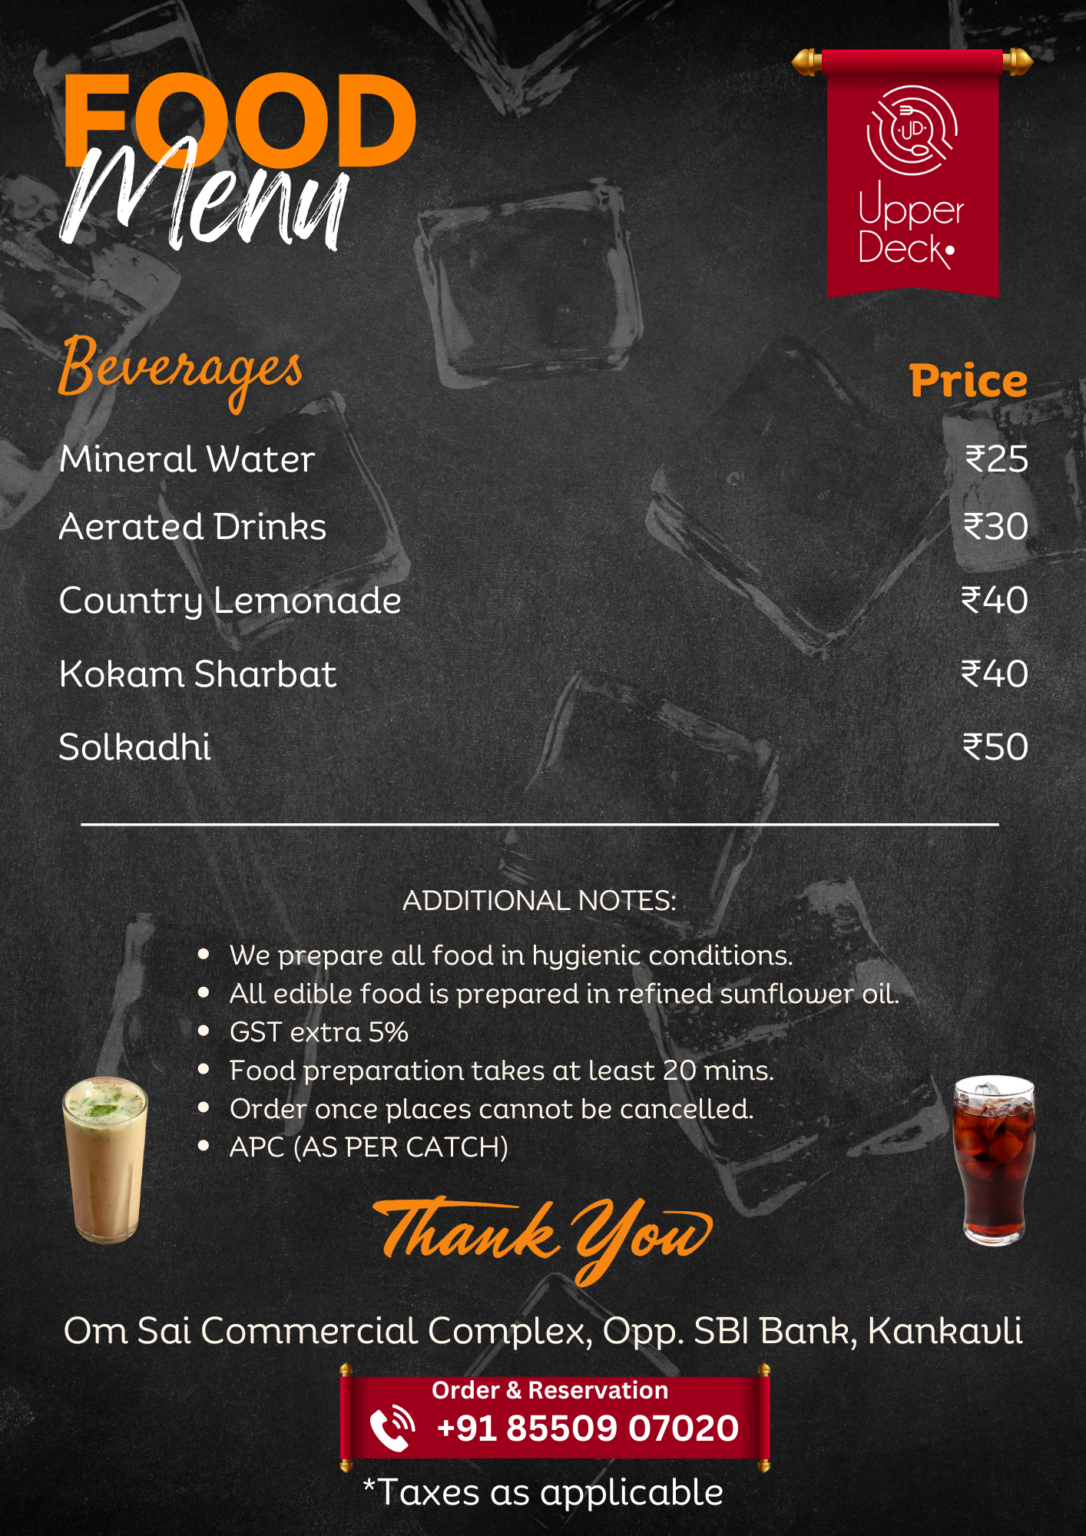 FOOD
Menu
UD
Upper
Deck
Beverages Price
Mineral Water ₹25
Aerated Drinks ₹30
Country Lemonade ₹40
Kokam Sharbat ₹40
Solkadhi ₹50
ADDITIONAL NOTES:
• We prepare all food in hygienic conditions.
• All edible food is prepared in refined sunflower oil.
• GST extra 5%
• Food preparation takes at least 20 mins.
• Order once places cannot be cancelled.
• APC (AS PER CATCH)
Thank You
Om Sai Commercial Complex, Opp. SBI Bank, Kankavli
Order & Reservation
+91 85509 07020
*Taxes as applicable